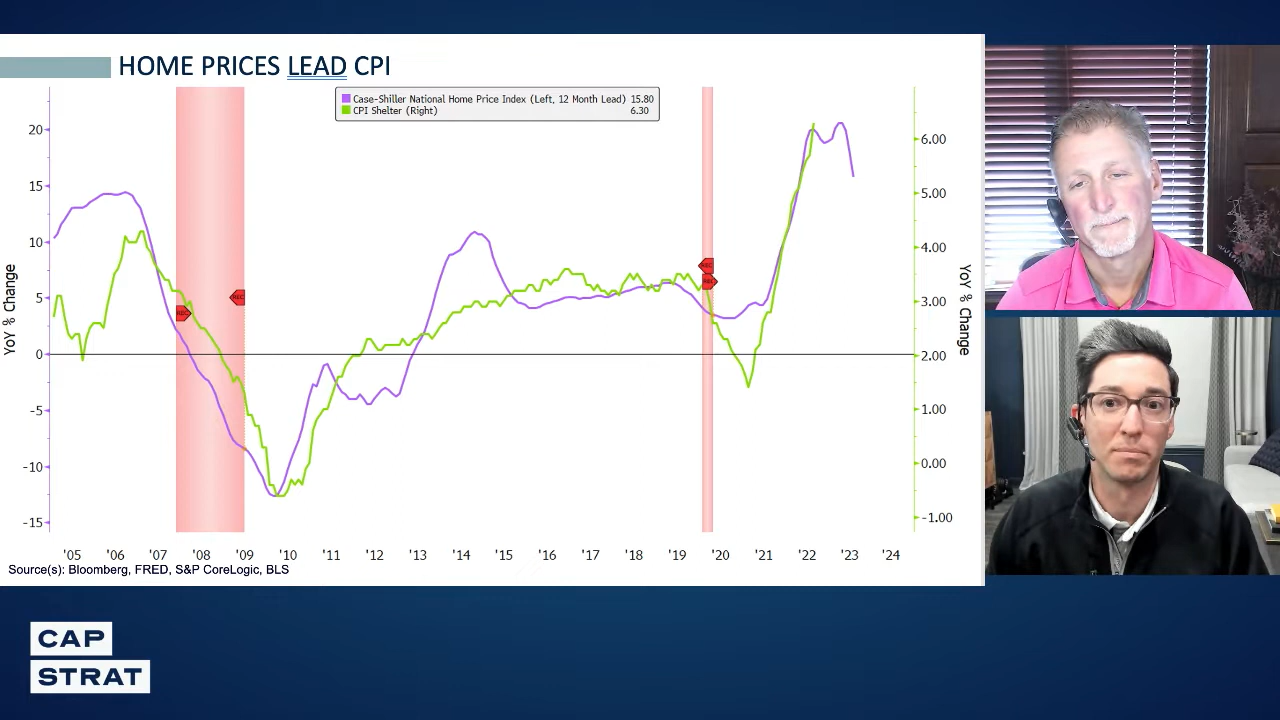 HOME PRICES LEAD CPI
Case-Shiller National Home Price Index (Left, 12 Month Lead) 15.80
CPI Shelter (Right) 6.30
20
15
10
5
0
-5
-10
-15
YoY % Change
6.00
5.00
4.00
3.00
2.00
1.00
0.00
-1.00
YoY % Change
REC
REC
REC
REC
'05 '06 '07 '08 '09 '10 '11 '12 '13 '14 '15 '16 '17 '18 '19 '20 '21 '22 '23 '24
Source(s): Bloomberg, FRED, S&P CoreLogic, BLS
CAP
STRAT